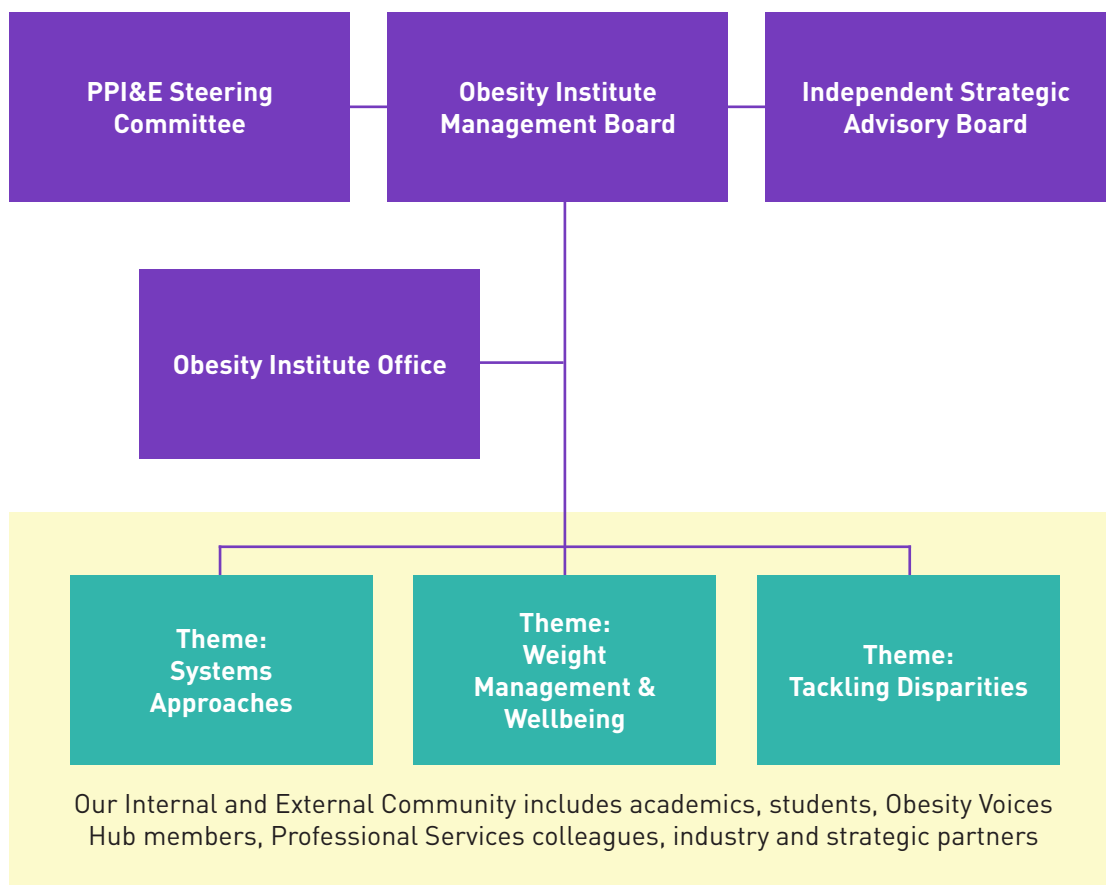 PPI&E Steering
Committee
Obesity Institute
Management Board
Independent Strategic
Advisory Board
Obesity Institute Office
Theme:
Systems
Approaches
Theme:
Weight
Management &
Wellbeing
Theme:
Tackling Disparities
Our Internal and External Community includes academics, students, Obesity Voices
Hub members, Professional Services colleagues, industry and strategic partners